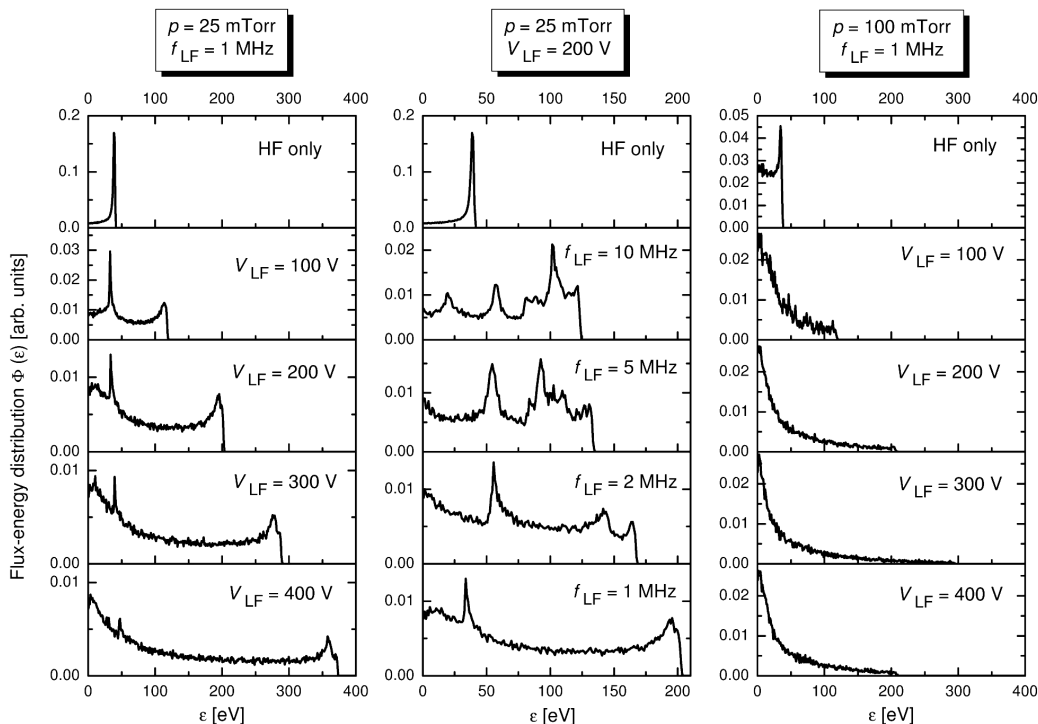 p = 25 mTorr
f LF = 1 MHz
p = 25 mTorr
V LF = 200 V
p = 100 mTorr
f LF = 1 MHz
0 100 200 300 400
0 50 100 150 200
0 50 100 150 200 250 300 350 400
Flux-energy distribution Φ (ε) [arb. units]
0.2
0.1
0.0
HF only
0.03
0.02
0.01
0.00
V LF = 100 V
0.01
0.00
V LF = 200 V
0.01
0.00
V LF = 300 V
0.01
0.00
V LF = 400 V
0 100 200 300 400
ε [eV]
0.2
0.1
0.0
HF only
0.02
0.01
0.00
f LF = 10 MHz
0.01
0.00
f LF = 5 MHz
0.01
0.00
f LF = 2 MHz
0.01
0.00
f LF = 1 MHz
0 50 100 150 200
ε [eV]
0.05
0.04
0.03
0.02
0.01
0.00
HF only
0.02
0.01
0.00
V LF = 100 V
0.02
0.01
0.00
V LF = 200 V
0.02
0.01
0.00
V LF = 300 V
0.02
0.01
0.00
V LF = 400 V
0 50 100 150 200 250 300 350 400
ε [eV]